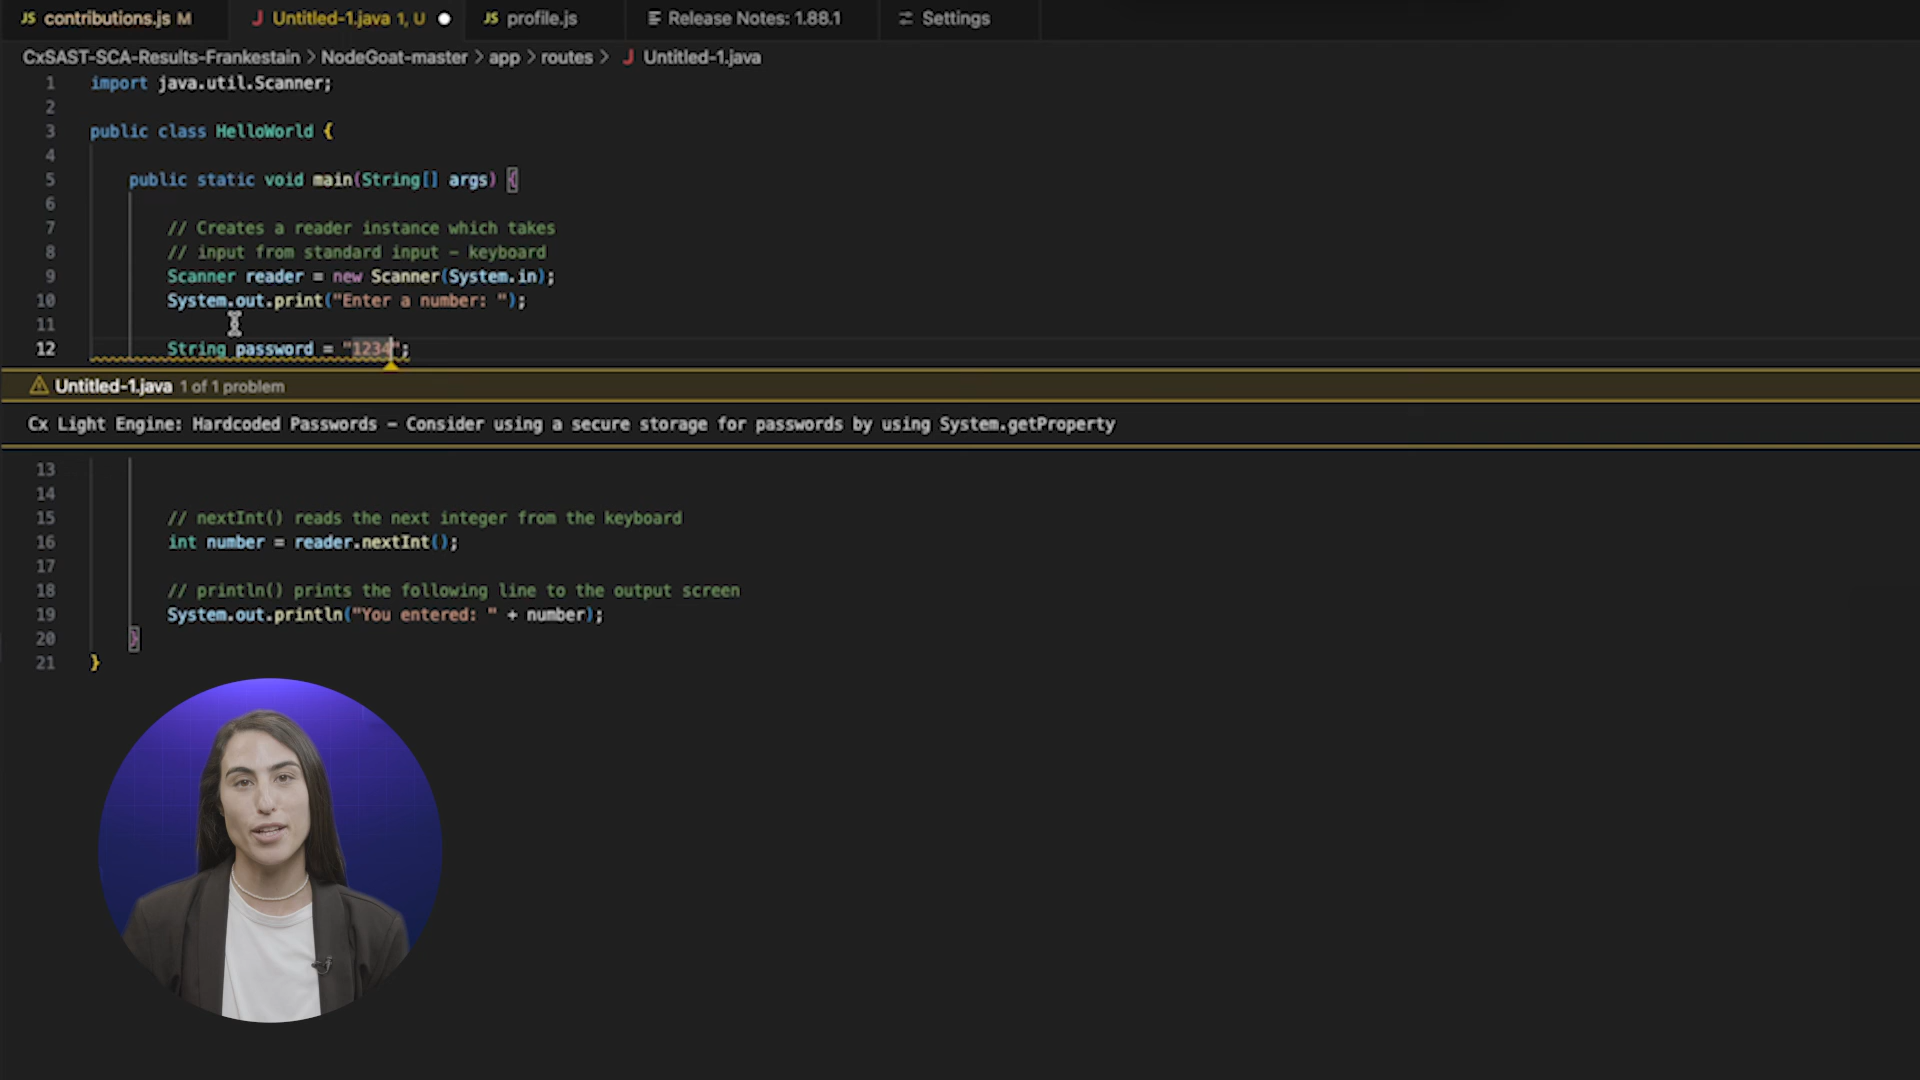 JS contributions.js M
J Untitled-1.java 1, U
JS profile.js
Release Notes: 1.88.1
Settings
CxSAST-SCA-Results-Frankestain > NodeGoat-master > app > routes > J Untitled-1.java
1 import java.util.Scanner;
2
3 public class HelloWorld {
4
5 public static void main(String[] args) {
6
7 // Creates a reader instance which takes
8 // input from standard input - keyboard
9 Scanner reader = new Scanner(System.in);
10 System.out.print("Enter a number: ");
11
12 String password = "1234";
Untitled-1.java 1 of 1 problem
Cx Light Engine: Hardcoded Passwords - Consider using a secure storage for passwords by using System.getProperty
13
14
15 // nextInt() reads the next integer from the keyboard
16 int number = reader.nextInt();
17
18 // println() prints the following line to the output screen
19 System.out.println("You entered: " + number);
20 }
21 }